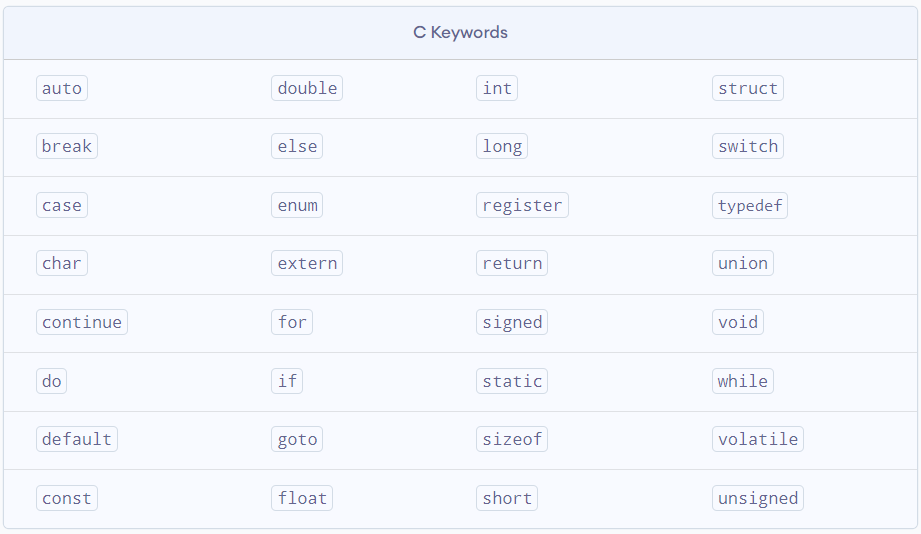 C Keywords
auto double int struct
break else long switch
case enum register typedef
char extern return union
continue for signed void
do if static while
default goto sizeof volatile
const float short unsigned